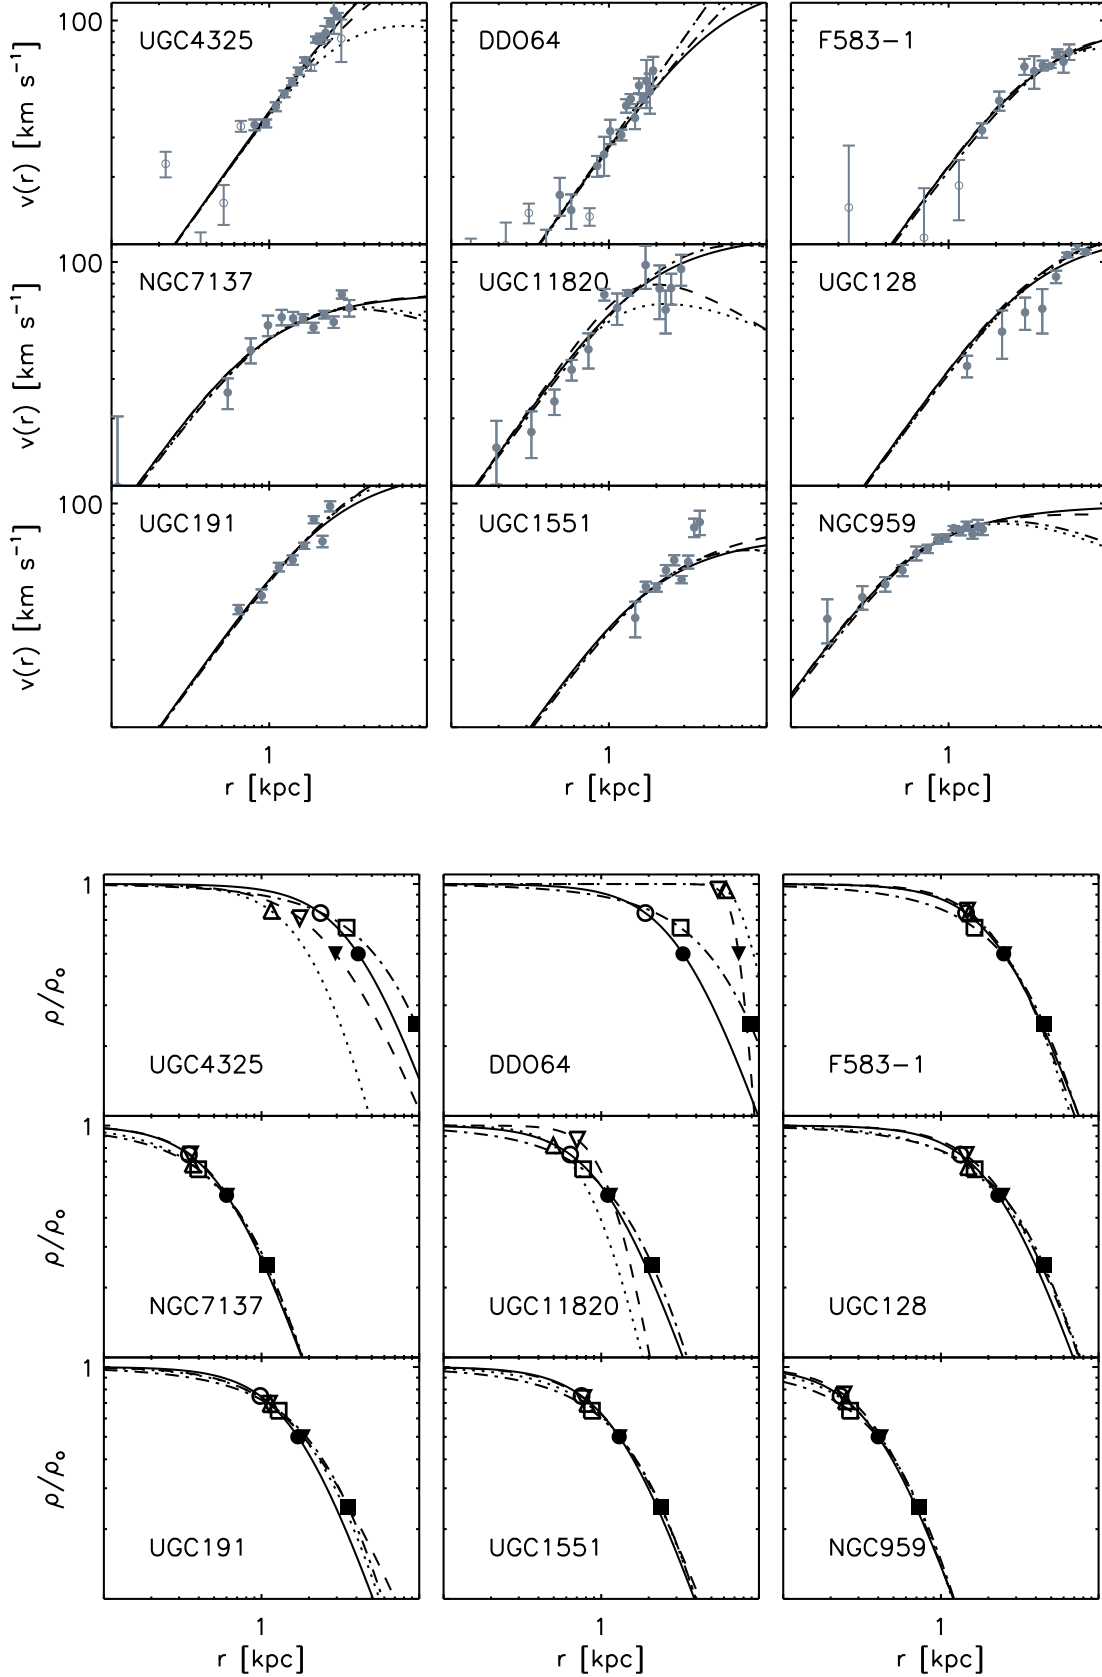 100
v(r) [km s⁻¹]
UGC4325
DDO64
F583-1
100
v(r) [km s⁻¹]
NGC7137
UGC11820
UGC128
100
v(r) [km s⁻¹]
UGC191
UGC1551
NGC959
1 1 1
r [kpc] r [kpc] r [kpc]
1
ρ/ρ₀
UGC4325
DDO64
F583-1
1
ρ/ρ₀
NGC7137
UGC11820
UGC128
1
ρ/ρ₀
UGC191
UGC1551
NGC959
1 1 1
r [kpc] r [kpc] r [kpc]